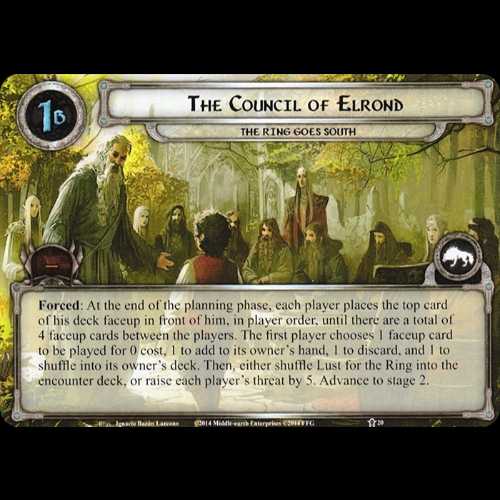 1B
THE COUNCIL OF ELROND
THE RING GOES SOUTH
Forced: At the end of the planning phase, each player places the top card
of his deck faceup in front of him, in player order, until there are a total of
4 faceup cards between the players. The first player chooses 1 faceup card
to be played for 0 cost, 1 to add to its owner's hand, 1 to discard, and 1 to
shuffle into its owner's deck. Then, either shuffle Lust for the Ring into the
encounter deck, or raise each player's threat by 5. Advance to stage 2.
Illus. Ignacio Bazán Lazcano ©2014 Middle-earth Enterprises ©2014 FFG 20